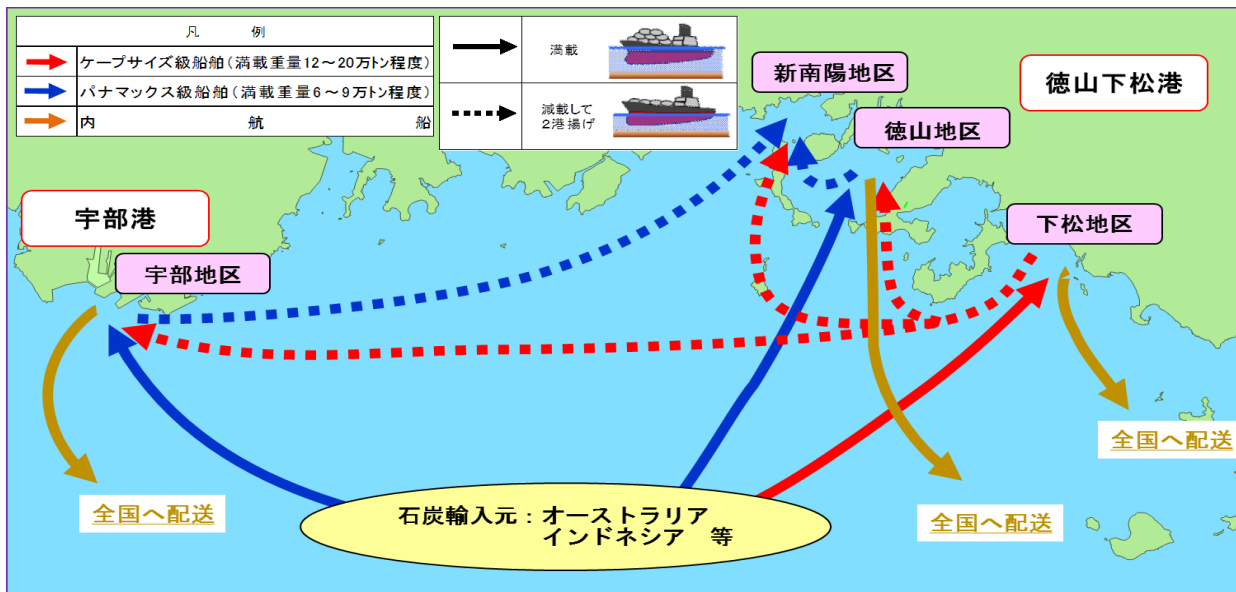 凡 例
ケープサイズ級船舶(満載重量12～20万トン程度)
パナマックス級船舶(満載重量6～9万トン程度)
内 航 船
満載
減載して
2港揚げ
新南陽地区
徳山下松港
徳山地区
宇部港
下松地区
宇部地区
全国へ配送
全国へ配送
石炭輸入元：オーストラリア
インドネシア 等
全国へ配送